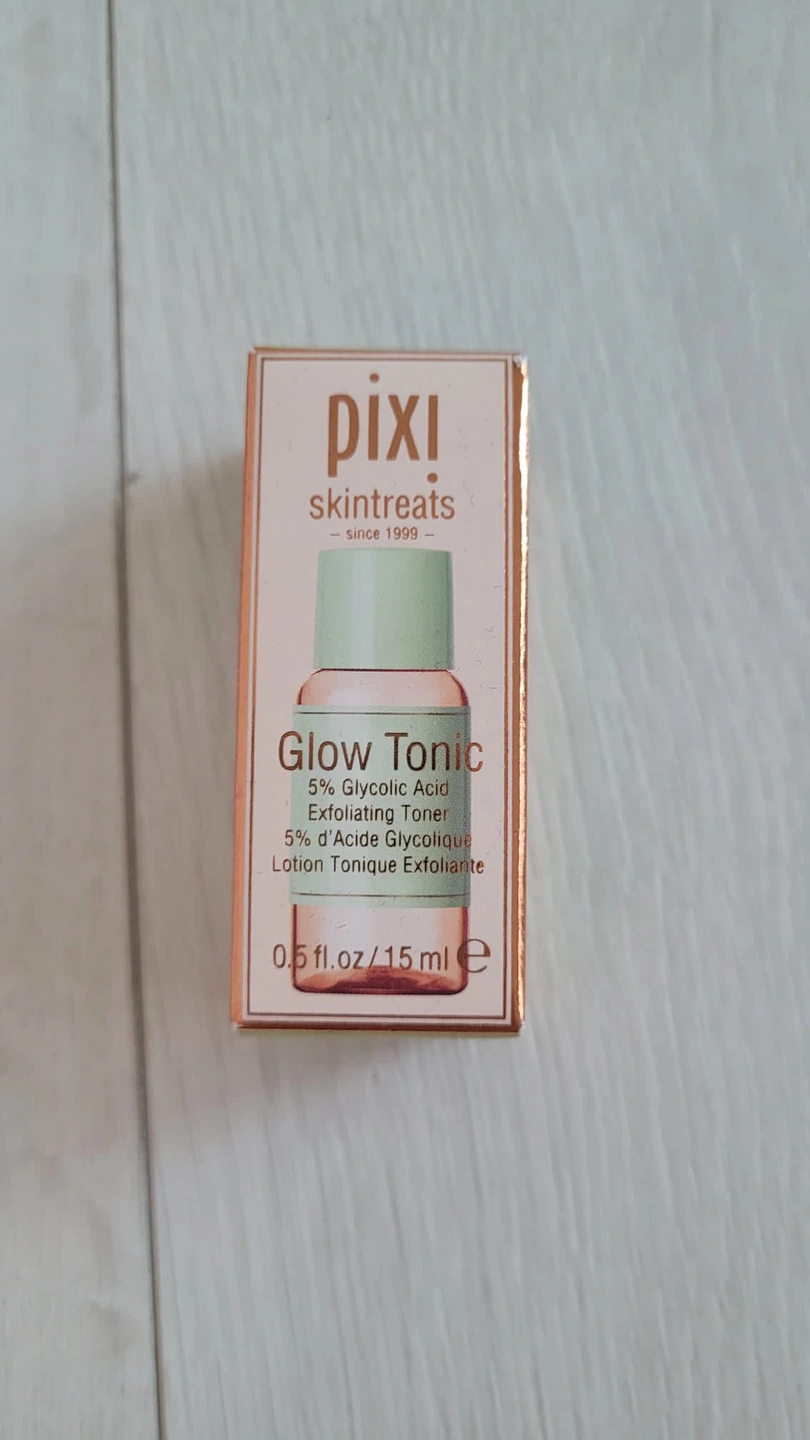 pixi
skintreats
– since 1999 –
Glow Tonic
5% Glycolic Acid
Exfoliating Toner
5% d'Acide Glycolique
Lotion Tonique Exfoliante
0.5 fl.oz/15 ml ℮